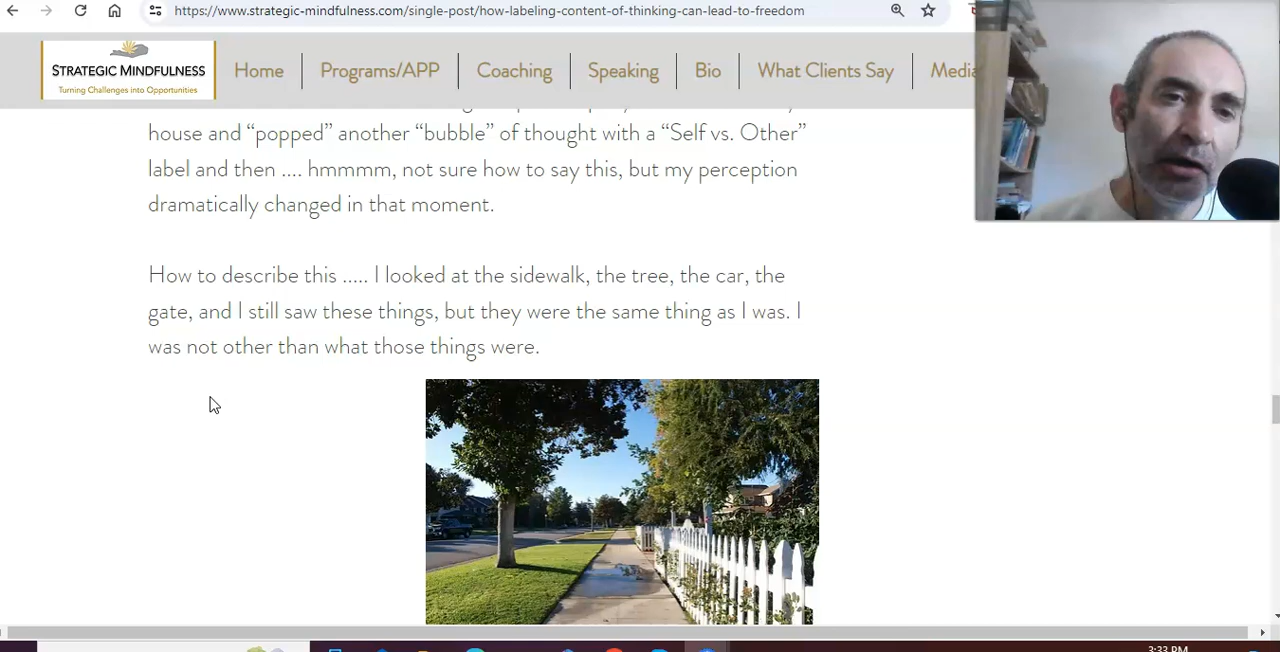 https://www.strategic-mindfulness.com/single-post/how-labeling-content-of-thinking-can-lead-to-freedom
STRATEGIC MINDFULNESS
Turning Challenges into Opportunities
Home
Programs/APP
Coaching
Speaking
Bio
What Clients Say
Media
house and “popped” another “bubble” of thought with a “Self vs. Other”
label and then .... hmmmm, not sure how to say this, but my perception
dramatically changed in that moment.
How to describe this ..... I looked at the sidewalk, the tree, the car, the
gate, and I still saw these things, but they were the same thing as I was. I
was not other than what those things were.
3:33 PM